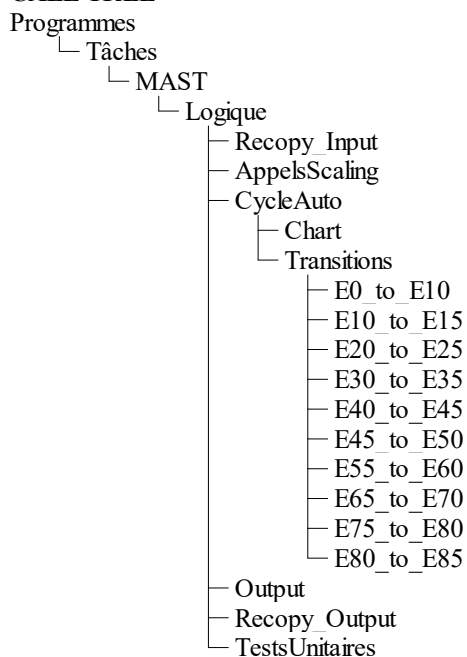 Programmes
Tâches
MAST
Logique
Recopy_Input
AppelsScaling
CycleAuto
Chart
Transitions
E0_to_E10
E10_to_E15
E20_to_E25
E30_to_E35
E40_to_E45
E45_to_E50
E55_to_E60
E65_to_E70
E75_to_E80
E80_to_E85
Output
Recopy_Output
TestsUnitaires